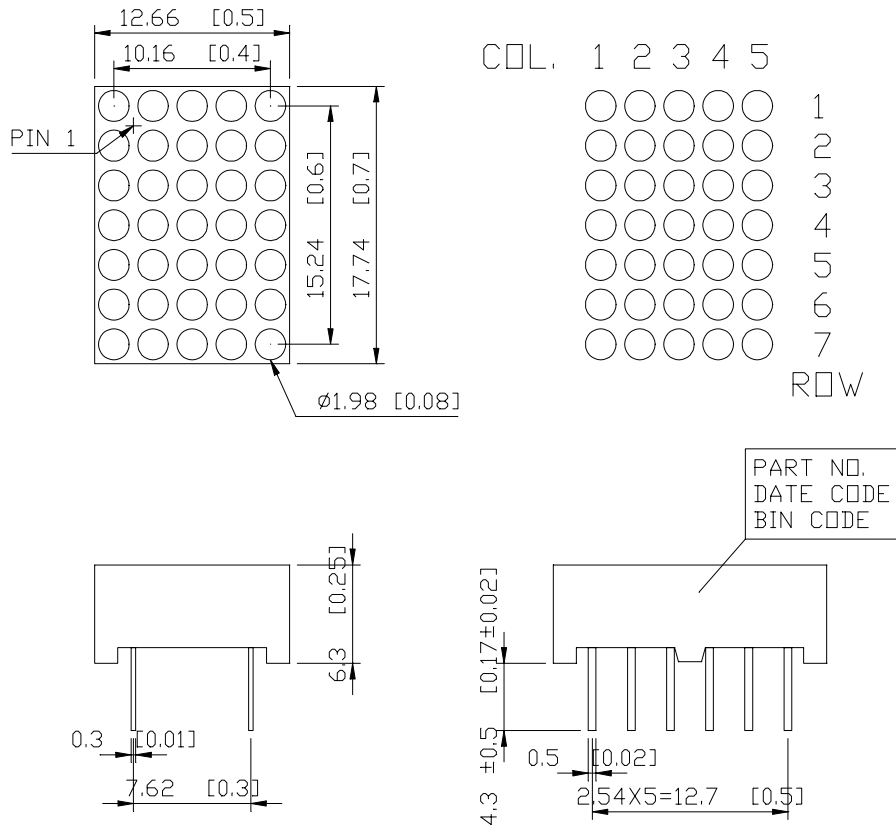 12.66 [0.5]
10.16 [0.4]
COL. 1 2 3 4 5
PIN 1
15.24 [0.6]
17.74 [0.7]
1
2
3
4
5
6
7
ROW
ø1.98 [0.08]
PART NO.
DATE CODE
BIN CODE
6.3 [0.25]
4.3 ±0.5 [0.17±0.02]
0.3 [0.01]
7.62 [0.3]
0.5 [0.02]
2.54X5=12.7 [0.5]